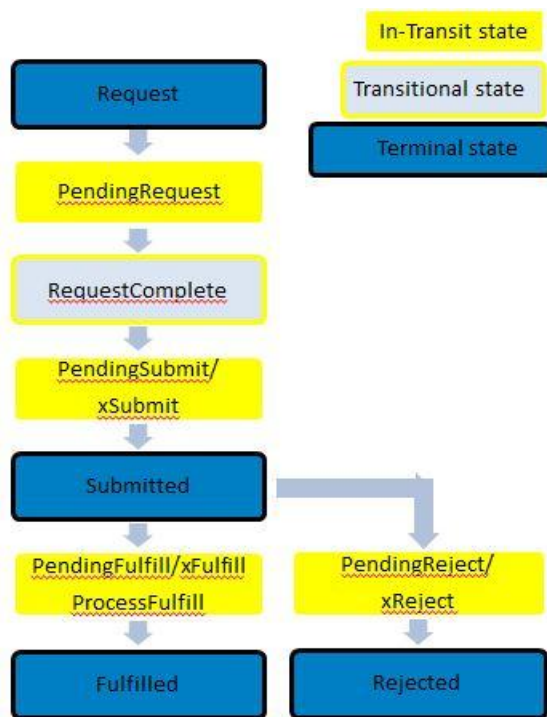 In-Transit state
Request
Transitional state
Terminal state
PendingRequest
RequestComplete
PendingSubmit/
xSubmit
Submitted
PendingFulfill/xFulfill
ProcessFulfill
PendingReject/
xReject
Fulfilled
Rejected